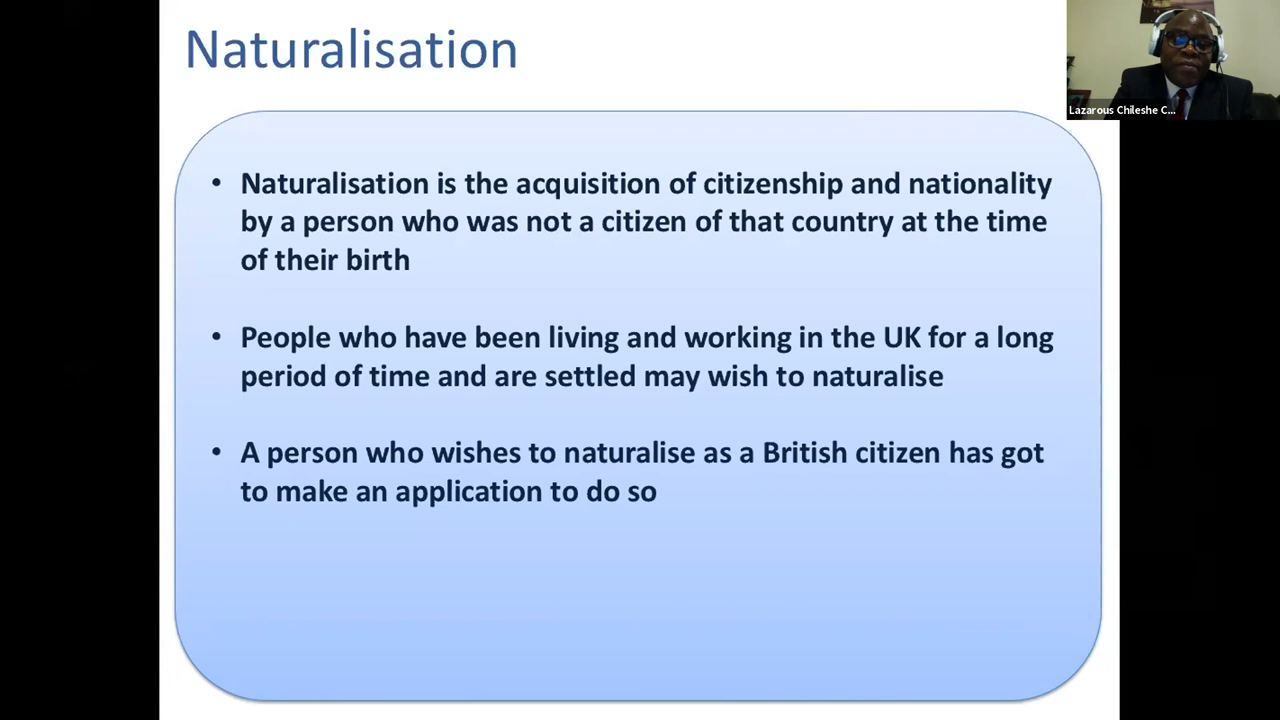 Naturalisation
Lazarous Chileshe C...
• Naturalisation is the acquisition of citizenship and nationality
by a person who was not a citizen of that country at the time
of their birth
• People who have been living and working in the UK for a long
period of time and are settled may wish to naturalise
• A person who wishes to naturalise as a British citizen has got
to make an application to do so